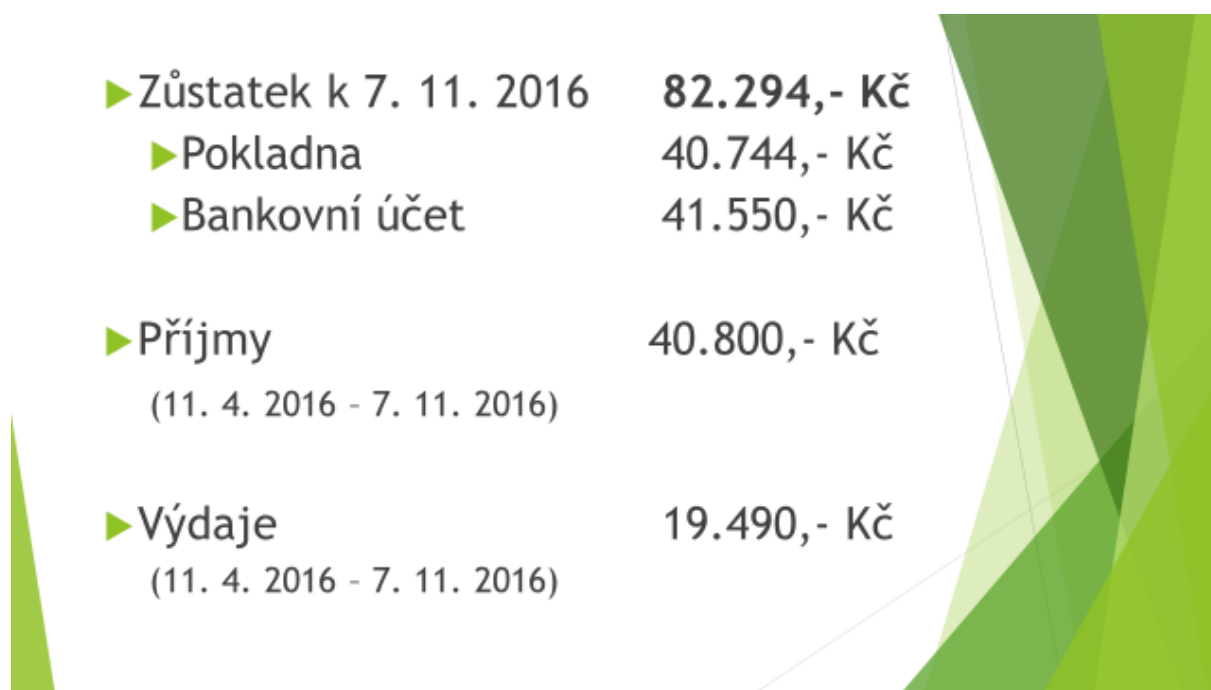 Zůstatek k 7. 11. 2016 82.294,- Kč
Pokladna 40.744,- Kč
Bankovní účet 41.550,- Kč
Příjmy 40.800,- Kč
(11. 4. 2016 – 7. 11. 2016)
Výdaje 19.490,- Kč
(11. 4. 2016 – 7. 11. 2016)